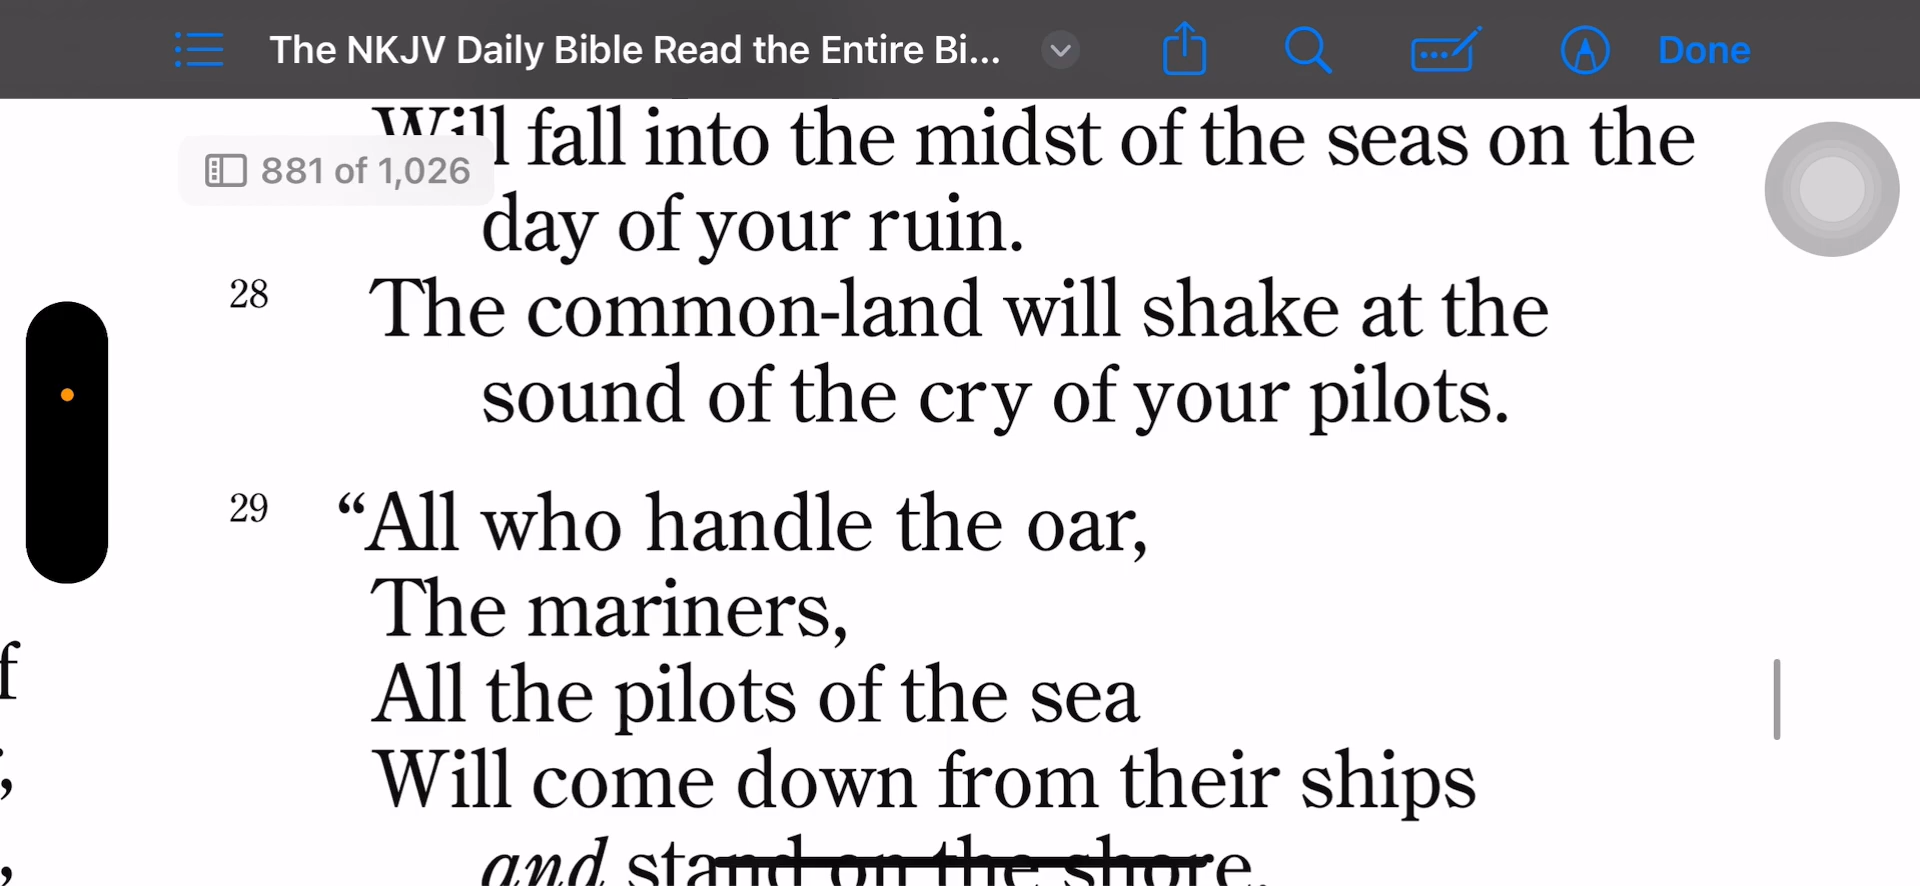 The NKJV Daily Bible Read the Entire Bi...
Done
Will fall into the midst of the seas on the
881 of 1,026
day of your ruin.
28 The common-land will shake at the
sound of the cry of your pilots.
29 “All who handle the oar,
The mariners,
All the pilots of the sea
Will come down from their ships
and stand on the shore.
f
,
,